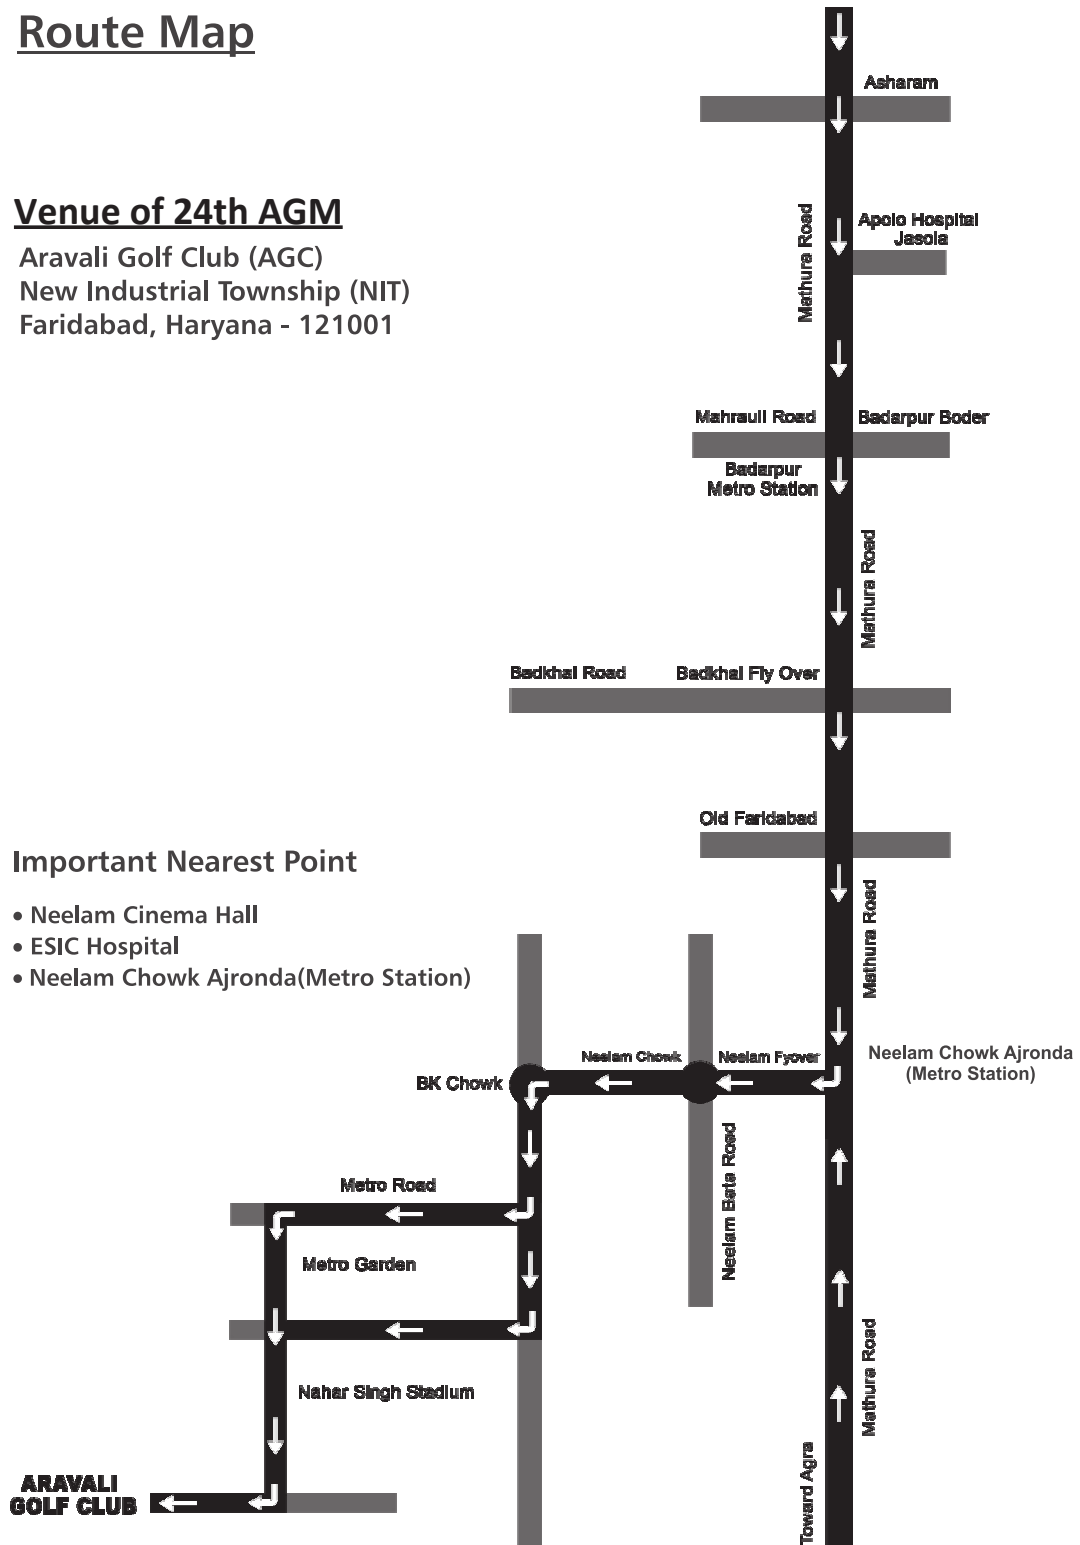 Route Map
Asharam
Venue of 24th AGM
Aravali Golf Club (AGC)
New Industrial Township (NIT)
Faridabad, Haryana - 121001
Mathura Road
Apolo Hospital
Jasola
Mahrauli Road
Badarpur Boder
Badarpur
Metro Station
Mathura Road
Badkhal Road
Badkhal Fly Over
Old Faridabad
Important Nearest Point
• Neelam Cinema Hall
• ESIC Hospital
• Neelam Chowk Ajronda(Metro Station)
Mathura Road
Neelam Chowk
Neelam Fyover
Neelam Chowk Ajronda
(Metro Station)
BK Chowk
Neelam Bata Road
Metro Road
Metro Garden
Mathura Road
Nahar Singh Stadium
Toward Agra
ARAVALI
GOLF CLUB